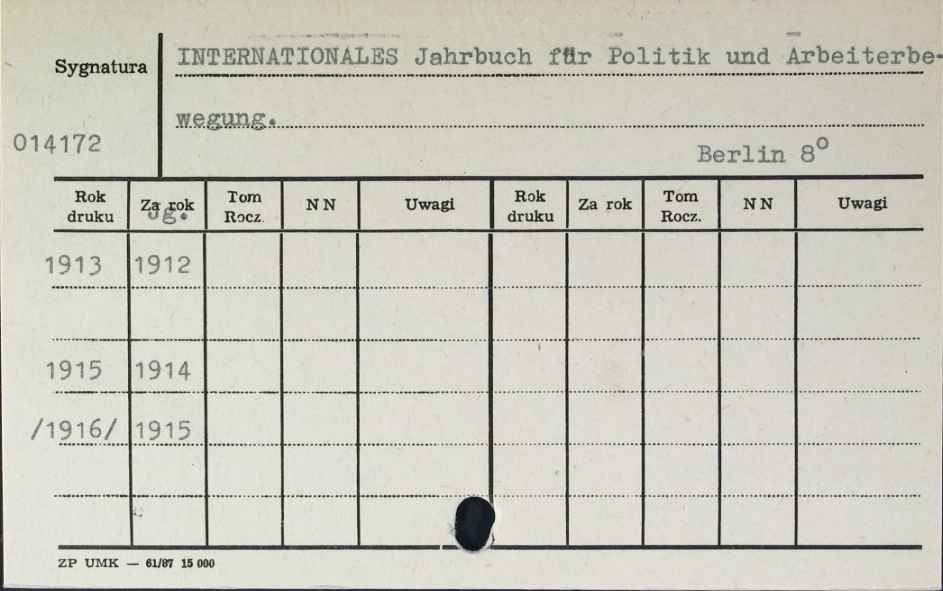 INTERNATIONALES Jahrbuch für Politik und Arbeiterbe-
Sygnatura
wegung.
014172
Berlin 8°
Rok druku Za rok Tom Rocz. NN Uwagi Rok druku Za rok Tom Rocz. NN Uwagi
Jg.
1913 1912
1915 1914
/1916/ 1915
ZP UMK — 61/87 15 000